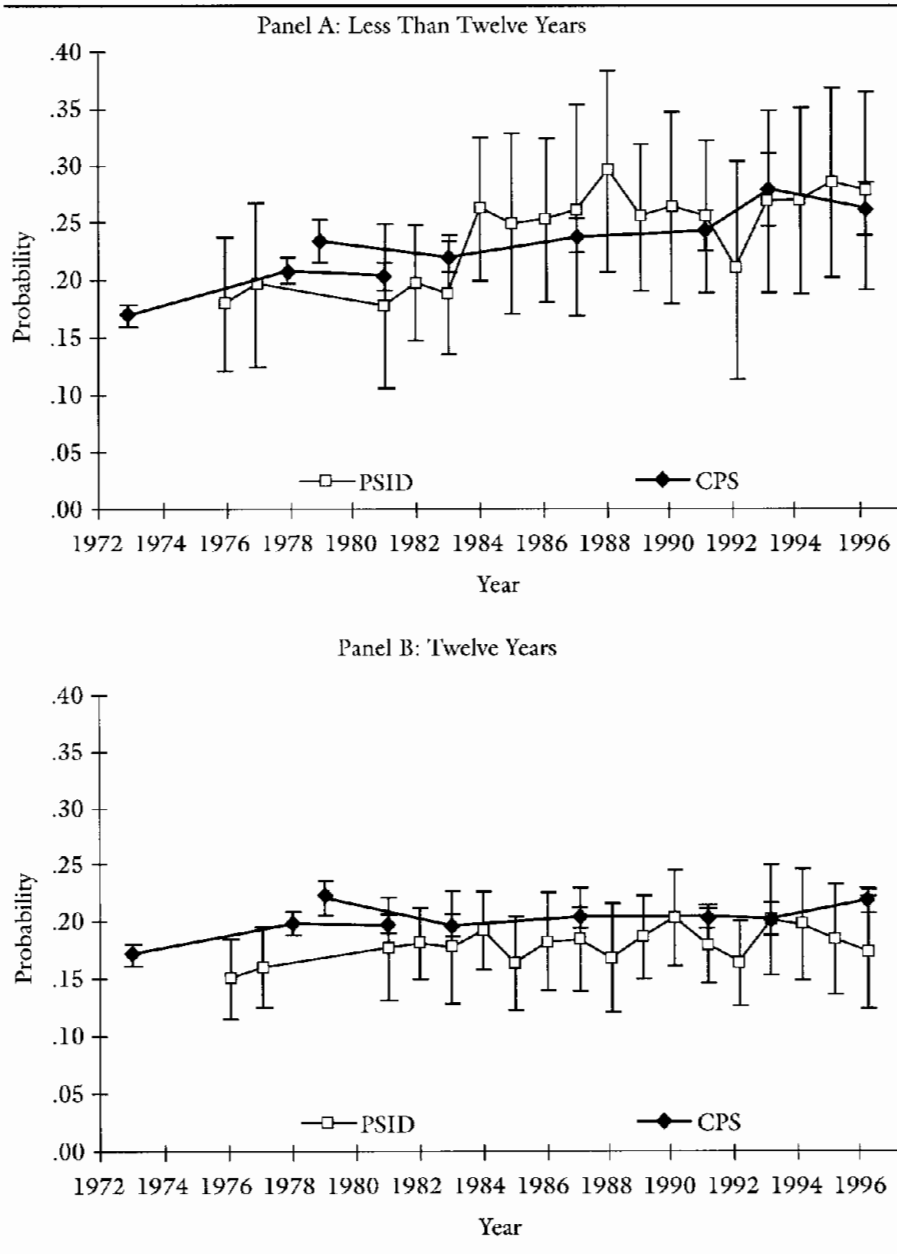 Panel A: Less Than Twelve Years
.40
.35
.30
.25
.20
.15
.10
.05
.00
Probability
PSID CPS
1972 1974 1976 1978 1980 1982 1984 1986 1988 1990 1992 1994 1996
Year
Panel B: Twelve Years
.40
.35
.30
.25
.20
.15
.10
.05
.00
Probability
PSID CPS
1972 1974 1976 1978 1980 1982 1984 1986 1988 1990 1992 1994 1996
Year